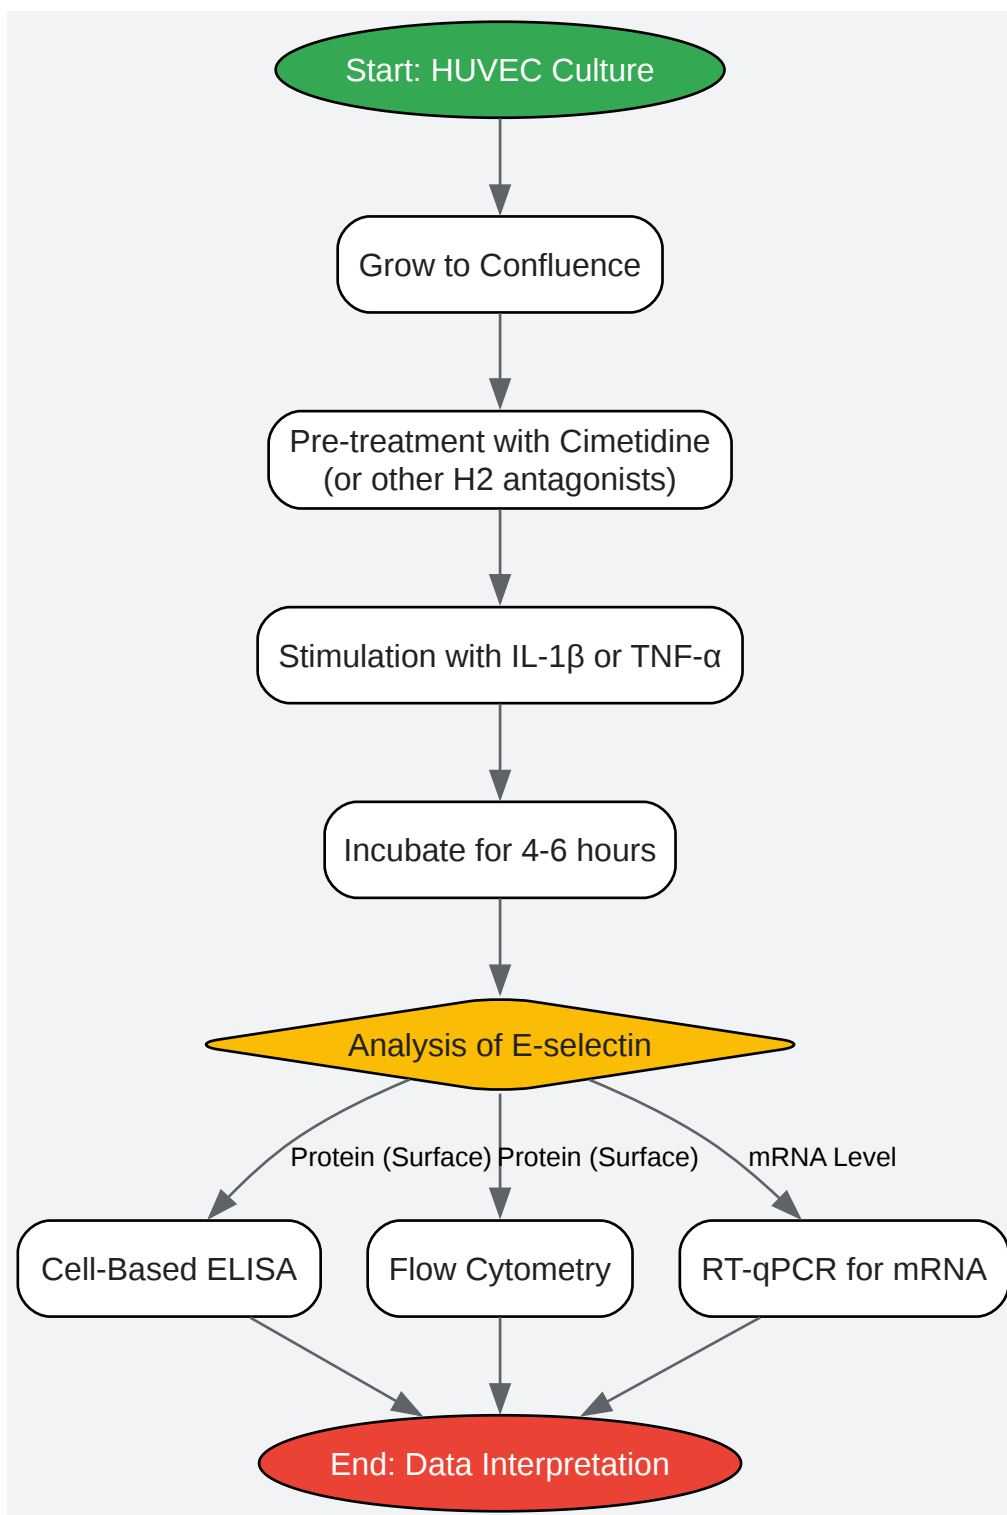 Start: HUVEC Culture
Grow to Confluence
Pre-treatment with Cimetidine
(or other H2 antagonists)
Stimulation with IL-1β or TNF-α
Incubate for 4-6 hours
Analysis of E-selectin
Protein (Surface)
Protein (Surface)
mRNA Level
Cell-Based ELISA
Flow Cytometry
RT-qPCR for mRNA
End: Data Interpretation